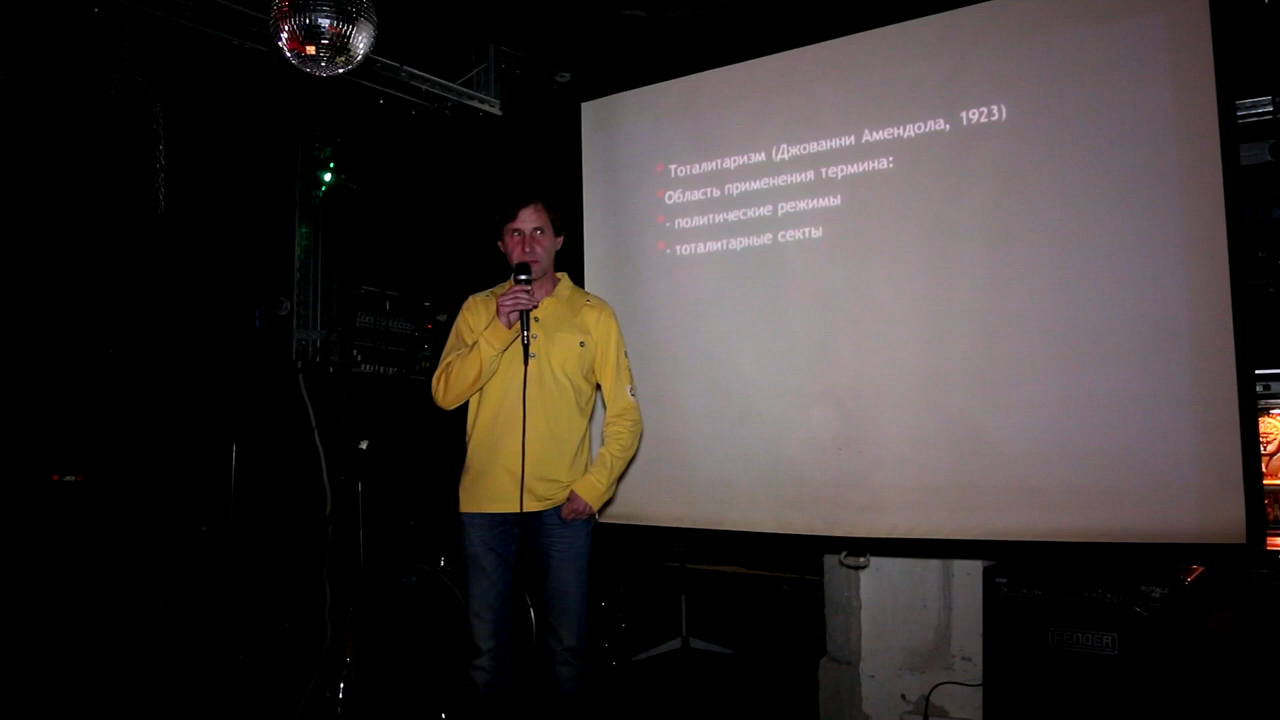 Тоталитаризм (Джованни Амендола, 1923)
Область применения термина:
- политические режимы
- тоталитарные секты
FENDER